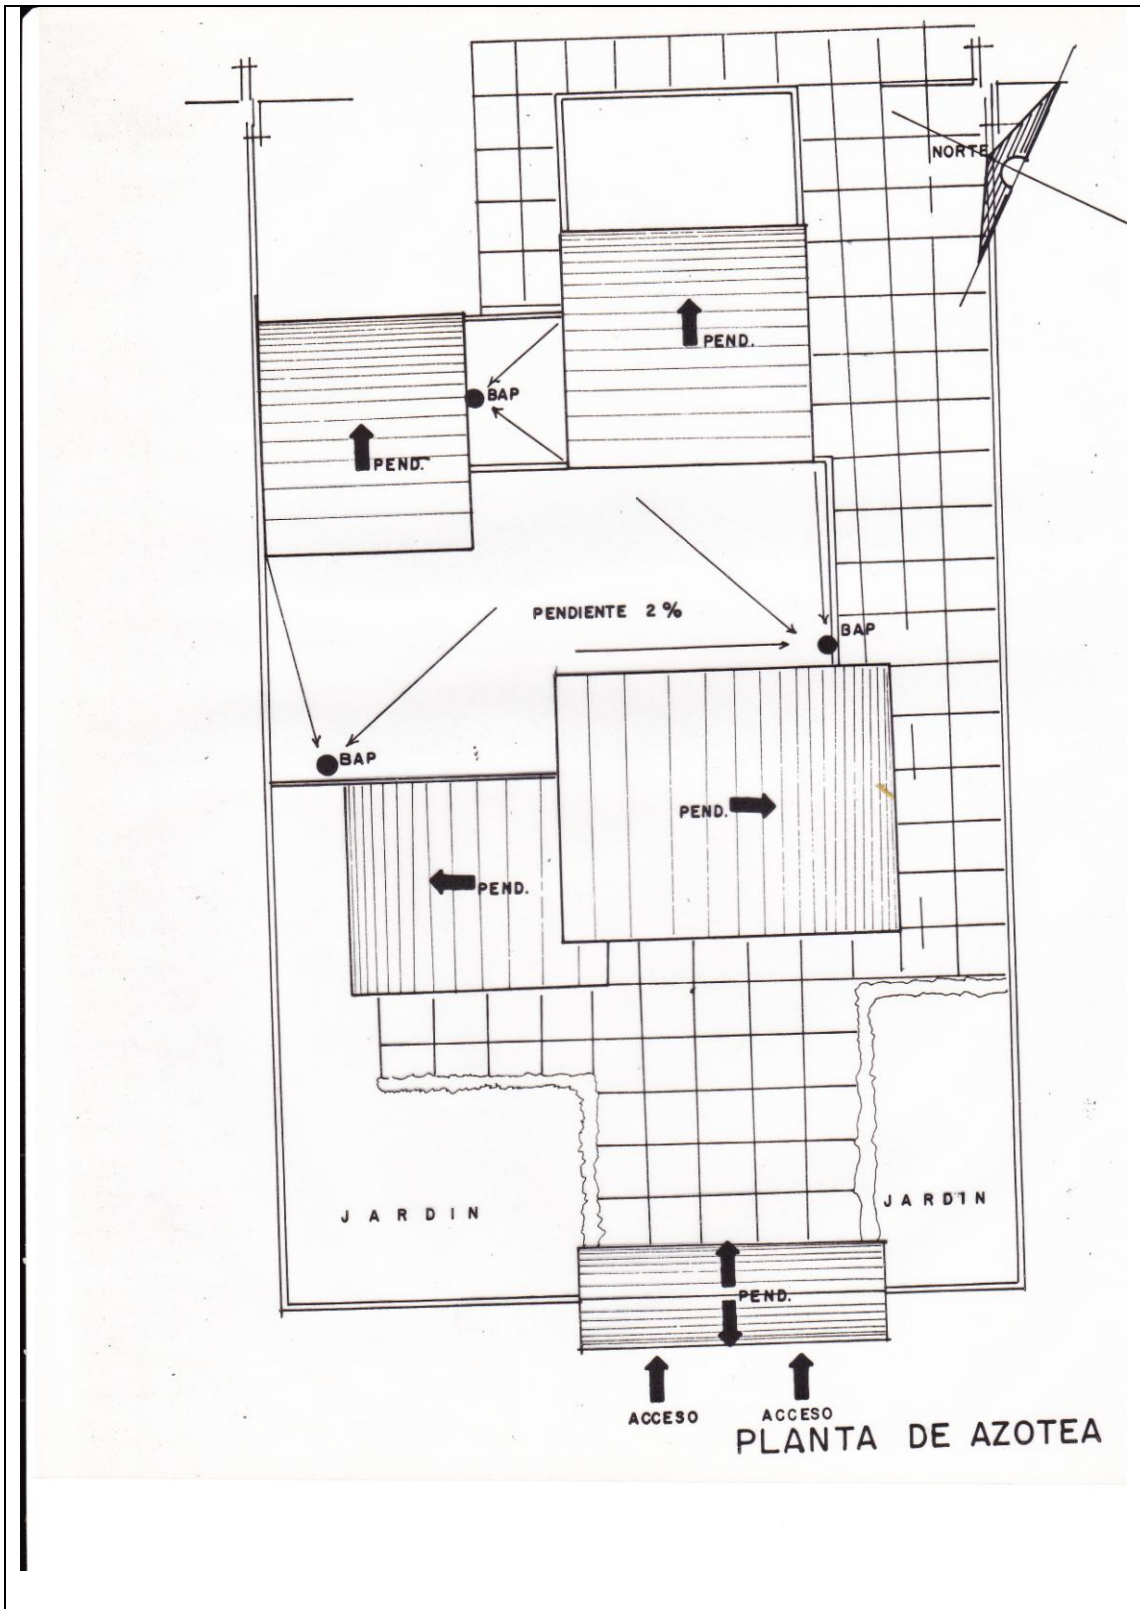 NORTE
PEND.
BAP
PEND.
PENDIENTE 2%
BAP
BAP
PEND.
PEND.
JARDIN
JARDIN
PEND.
ACCESO
ACCESO
PLANTA DE AZOTEA